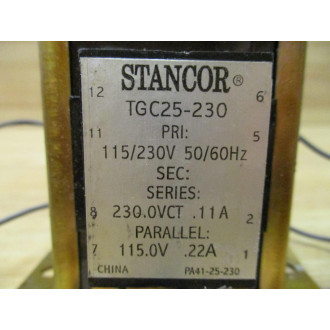 STANCOR®
12 TGC25-230 6
11 PRI: 5
115/230V 50/60Hz
SEC:
SERIES:
8 230.0VCT .11A 2
PARALLEL:
7 115.0V .22A 1
CHINA PA41-25-230